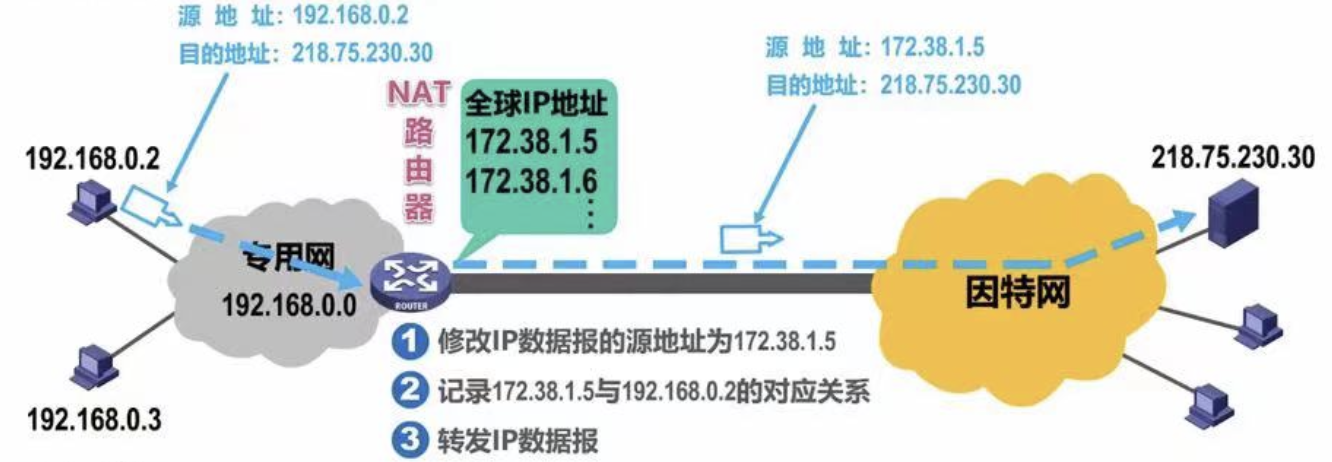 源 地 址：192.168.0.2
目的地址：218.75.230.30
源 地 址：172.38.1.5
目的地址：218.75.230.30
NAT
路
由
器
全球IP地址
172.38.1.5
172.38.1.6
⋮
192.168.0.2
218.75.230.30
专用网
192.168.0.0
ROUTER
因特网
1 修改IP数据报的源地址为172.38.1.5
2 记录172.38.1.5与192.168.0.2的对应关系
3 转发IP数据报
192.168.0.3